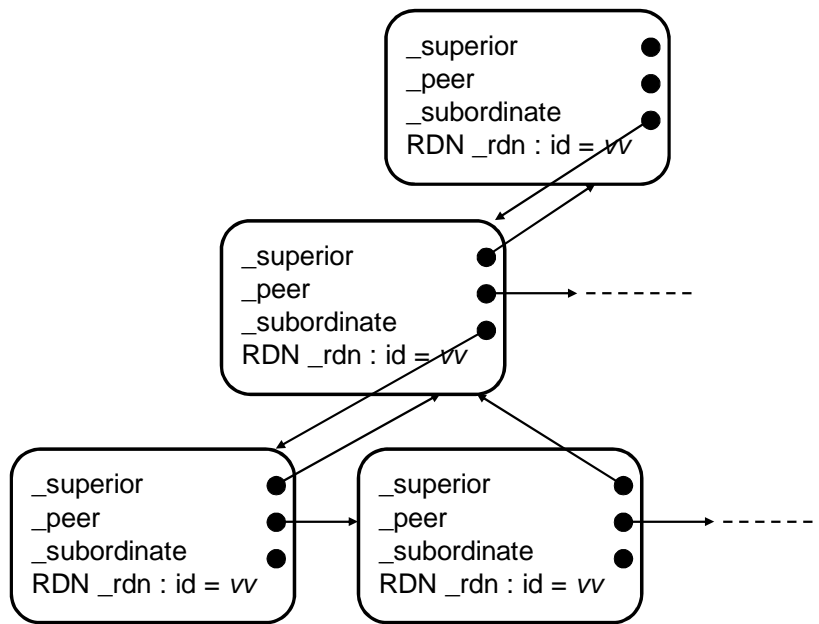 _superior
_peer
_subordinate
RDN _rdn : id = vv
_superior
_peer
_subordinate
RDN _rdn : id = vv
_superior
_peer
_subordinate
RDN _rdn : id = vv
_superior
_peer
_subordinate
RDN _rdn : id = vv